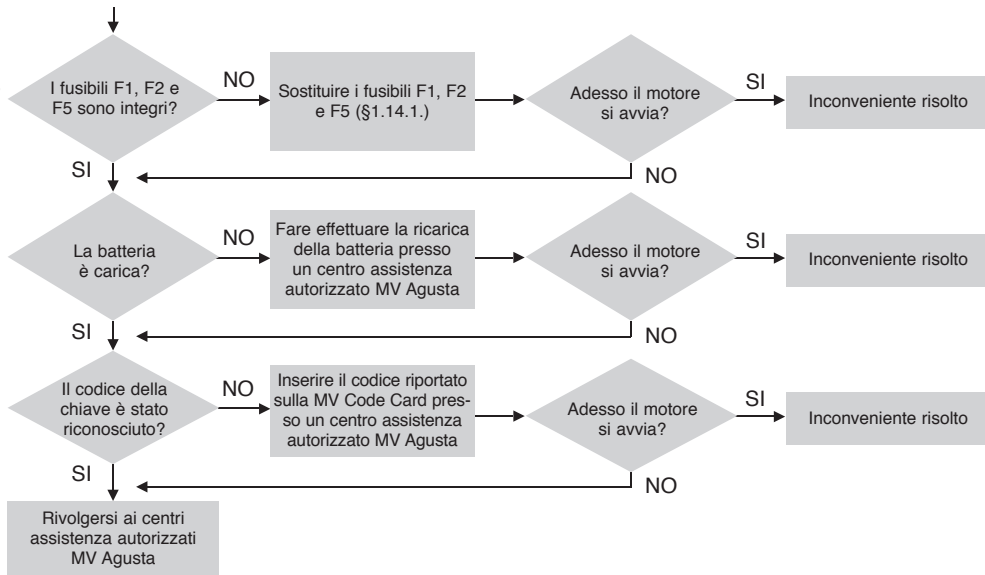 I fusibili F1, F2 e
F5 sono integri?
NO
Sostituire i fusibili F1, F2
e F5 (§1.14.1.)
Adesso il motore
si avvia?
SI
Inconveniente risolto
SI
NO
La batteria
è carica?
NO
Fare effettuare la ricarica
della batteria presso
un centro assistenza
autorizzato MV Agusta
Adesso il motore
si avvia?
SI
Inconveniente risolto
SI
NO
Il codice della
chiave è stato
riconosciuto?
NO
Inserire il codice riportato
sulla MV Code Card pres-
so un centro assistenza
autorizzato MV Agusta
Adesso il motore
si avvia?
SI
Inconveniente risolto
SI
NO
Rivolgersi ai centri
assistenza autorizzati
MV Agusta